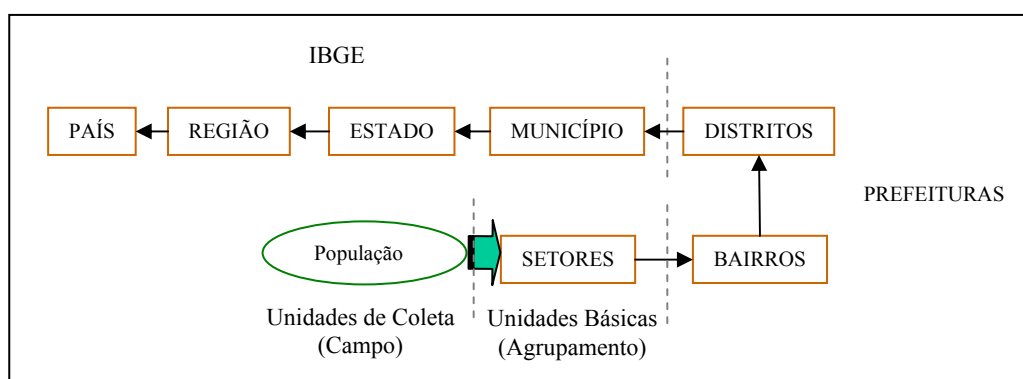 IBGE
PAÍS
REGIÃO
ESTADO
MUNICÍPIO
DISTRITOS
PREFEITURAS
População
SETORES
BAIRROS
Unidades de Coleta
(Campo)
Unidades Básicas
(Agrupamento)